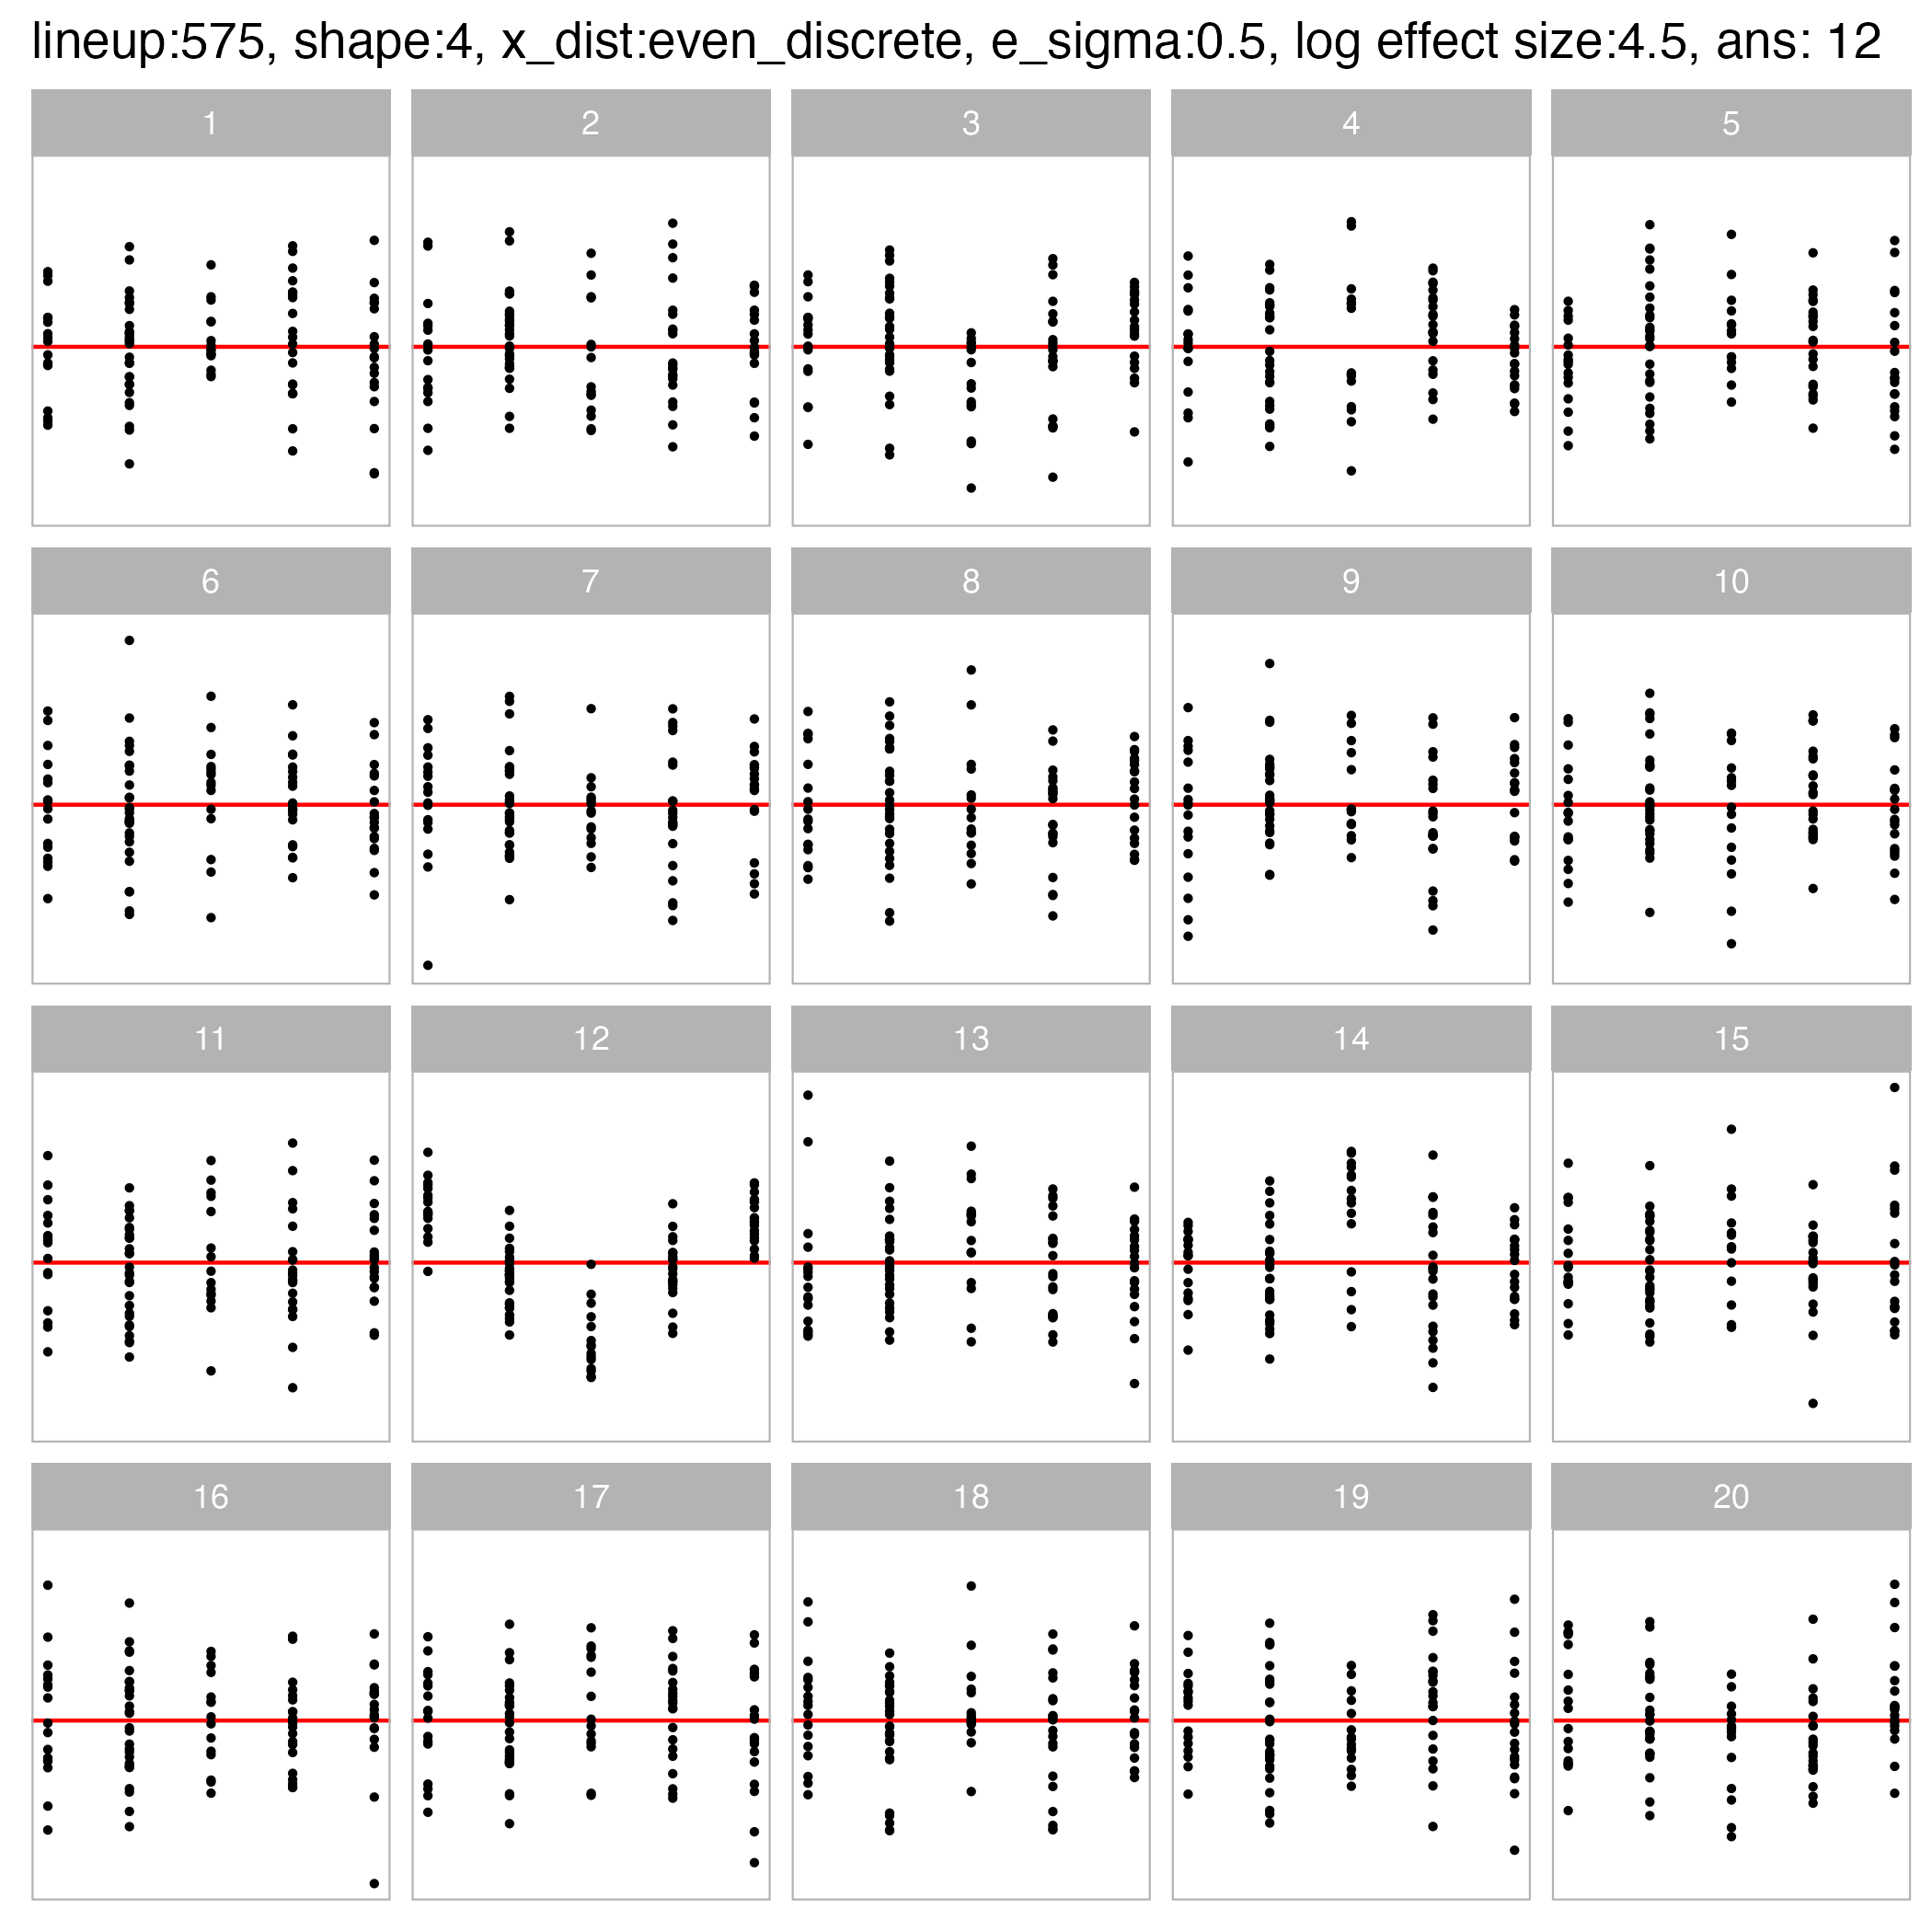 lineup:575, shape:4, x_dist:even_discrete, e_sigma:0.5, log effect size:4.5, ans: 12
1 2 3 4 5
6 7 8 9 10
11 12 13 14 15
16 17 18 19 20